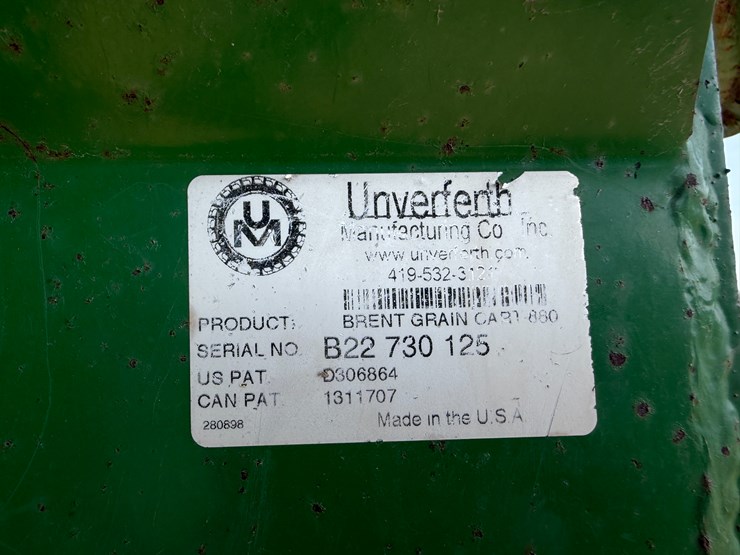 UM
Unverferth
Manufacturing Co Inc.
www.unverferth.com
PRODUCT:
BRENT GRAIN CART
SERIAL NO. B22 730 125
US PAT. D306864
CAN PAT. 1311707
280898
Made in the U.S.A.